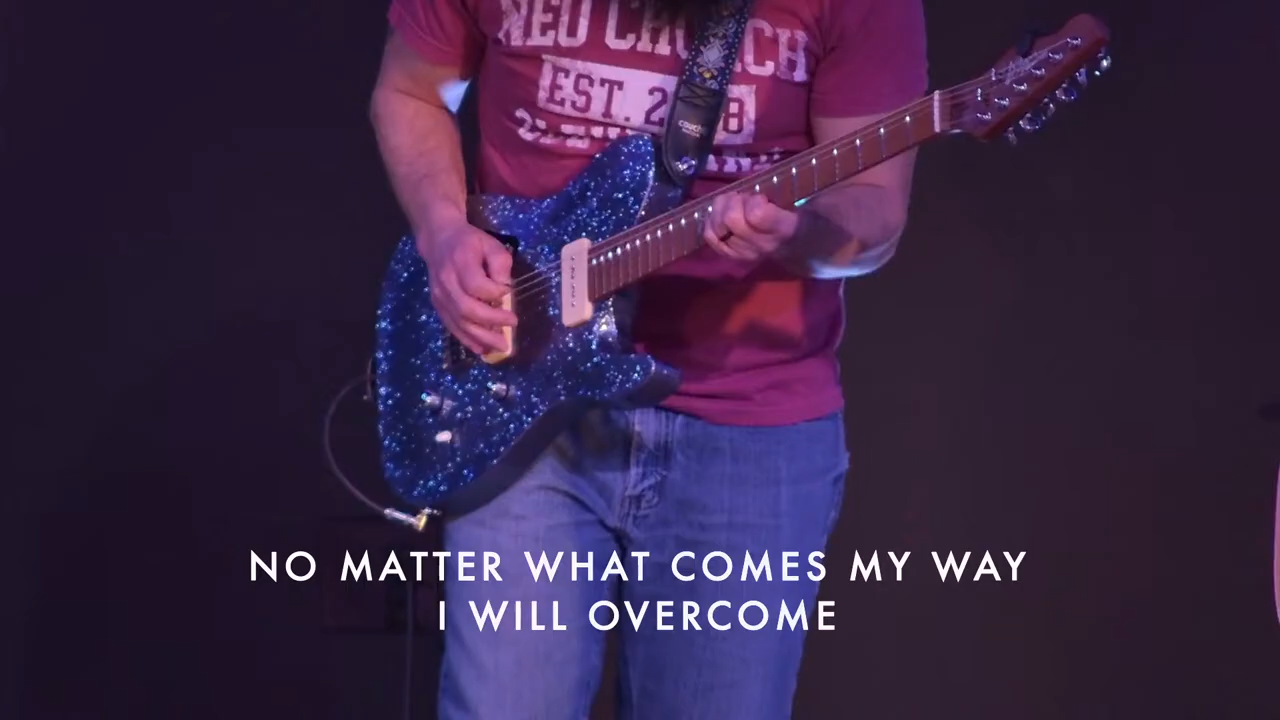 NEO CHURCH
EST. 2
8
NO MATTER WHAT COMES MY WAY
I WILL OVERCOME